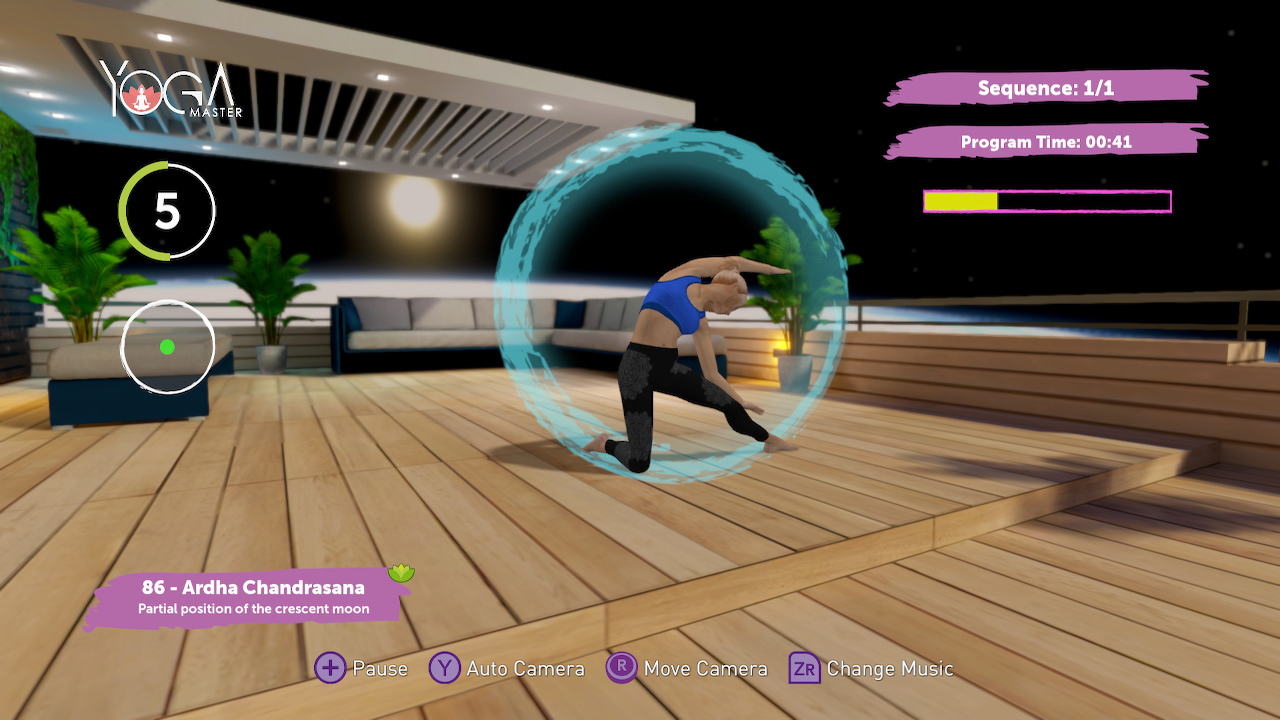 YOGA
MASTER
Sequence: 1/1
Program Time: 00:41
5
86 - Ardha Chandrasana
Partial position of the crescent moon
+ Pause
Y Auto Camera
R Move Camera
ZR Change Music